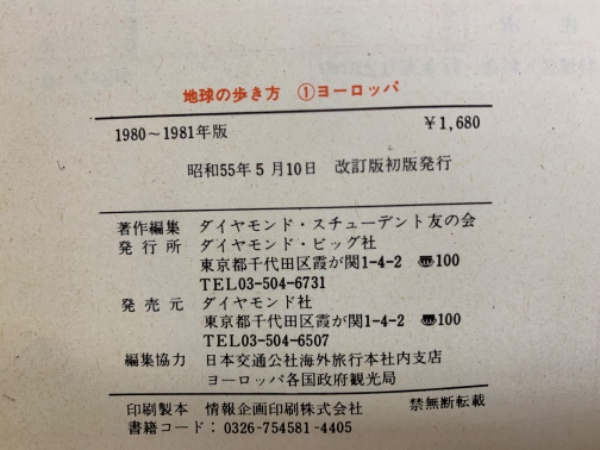 地球の歩き方 ①ヨーロッパ
1980〜1981年版 ￥1,680
昭和55年5月10日 改訂版初版発行
著作編集 ダイヤモンド・スチューデント友の会
発行所 ダイヤモンド・ビッグ社
東京都千代田区霞が関1-4-2 〠100
TEL03-504-6731
発売元 ダイヤモンド社
東京都千代田区霞が関1-4-2 〠100
TEL03-504-6507
編集協力 日本交通公社海外旅行本社内支店
ヨーロッパ各国政府観光局
印刷製本 情報企画印刷株式会社 禁無断転載
書籍コード：0326-754581-4405